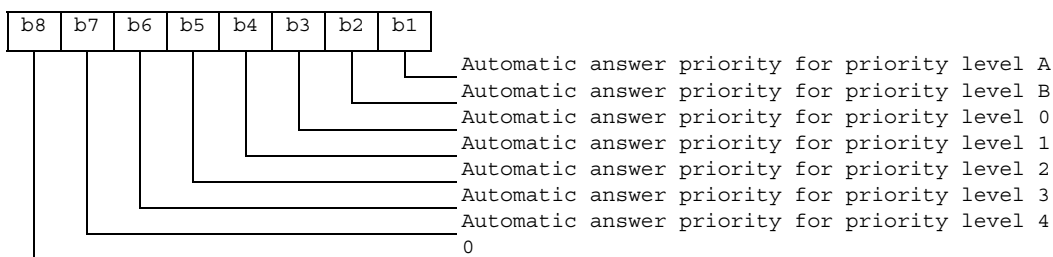 b8 b7 b6 b5 b4 b3 b2 b1
Automatic answer priority for priority level A
Automatic answer priority for priority level B
Automatic answer priority for priority level 0
Automatic answer priority for priority level 1
Automatic answer priority for priority level 2
Automatic answer priority for priority level 3
Automatic answer priority for priority level 4
0